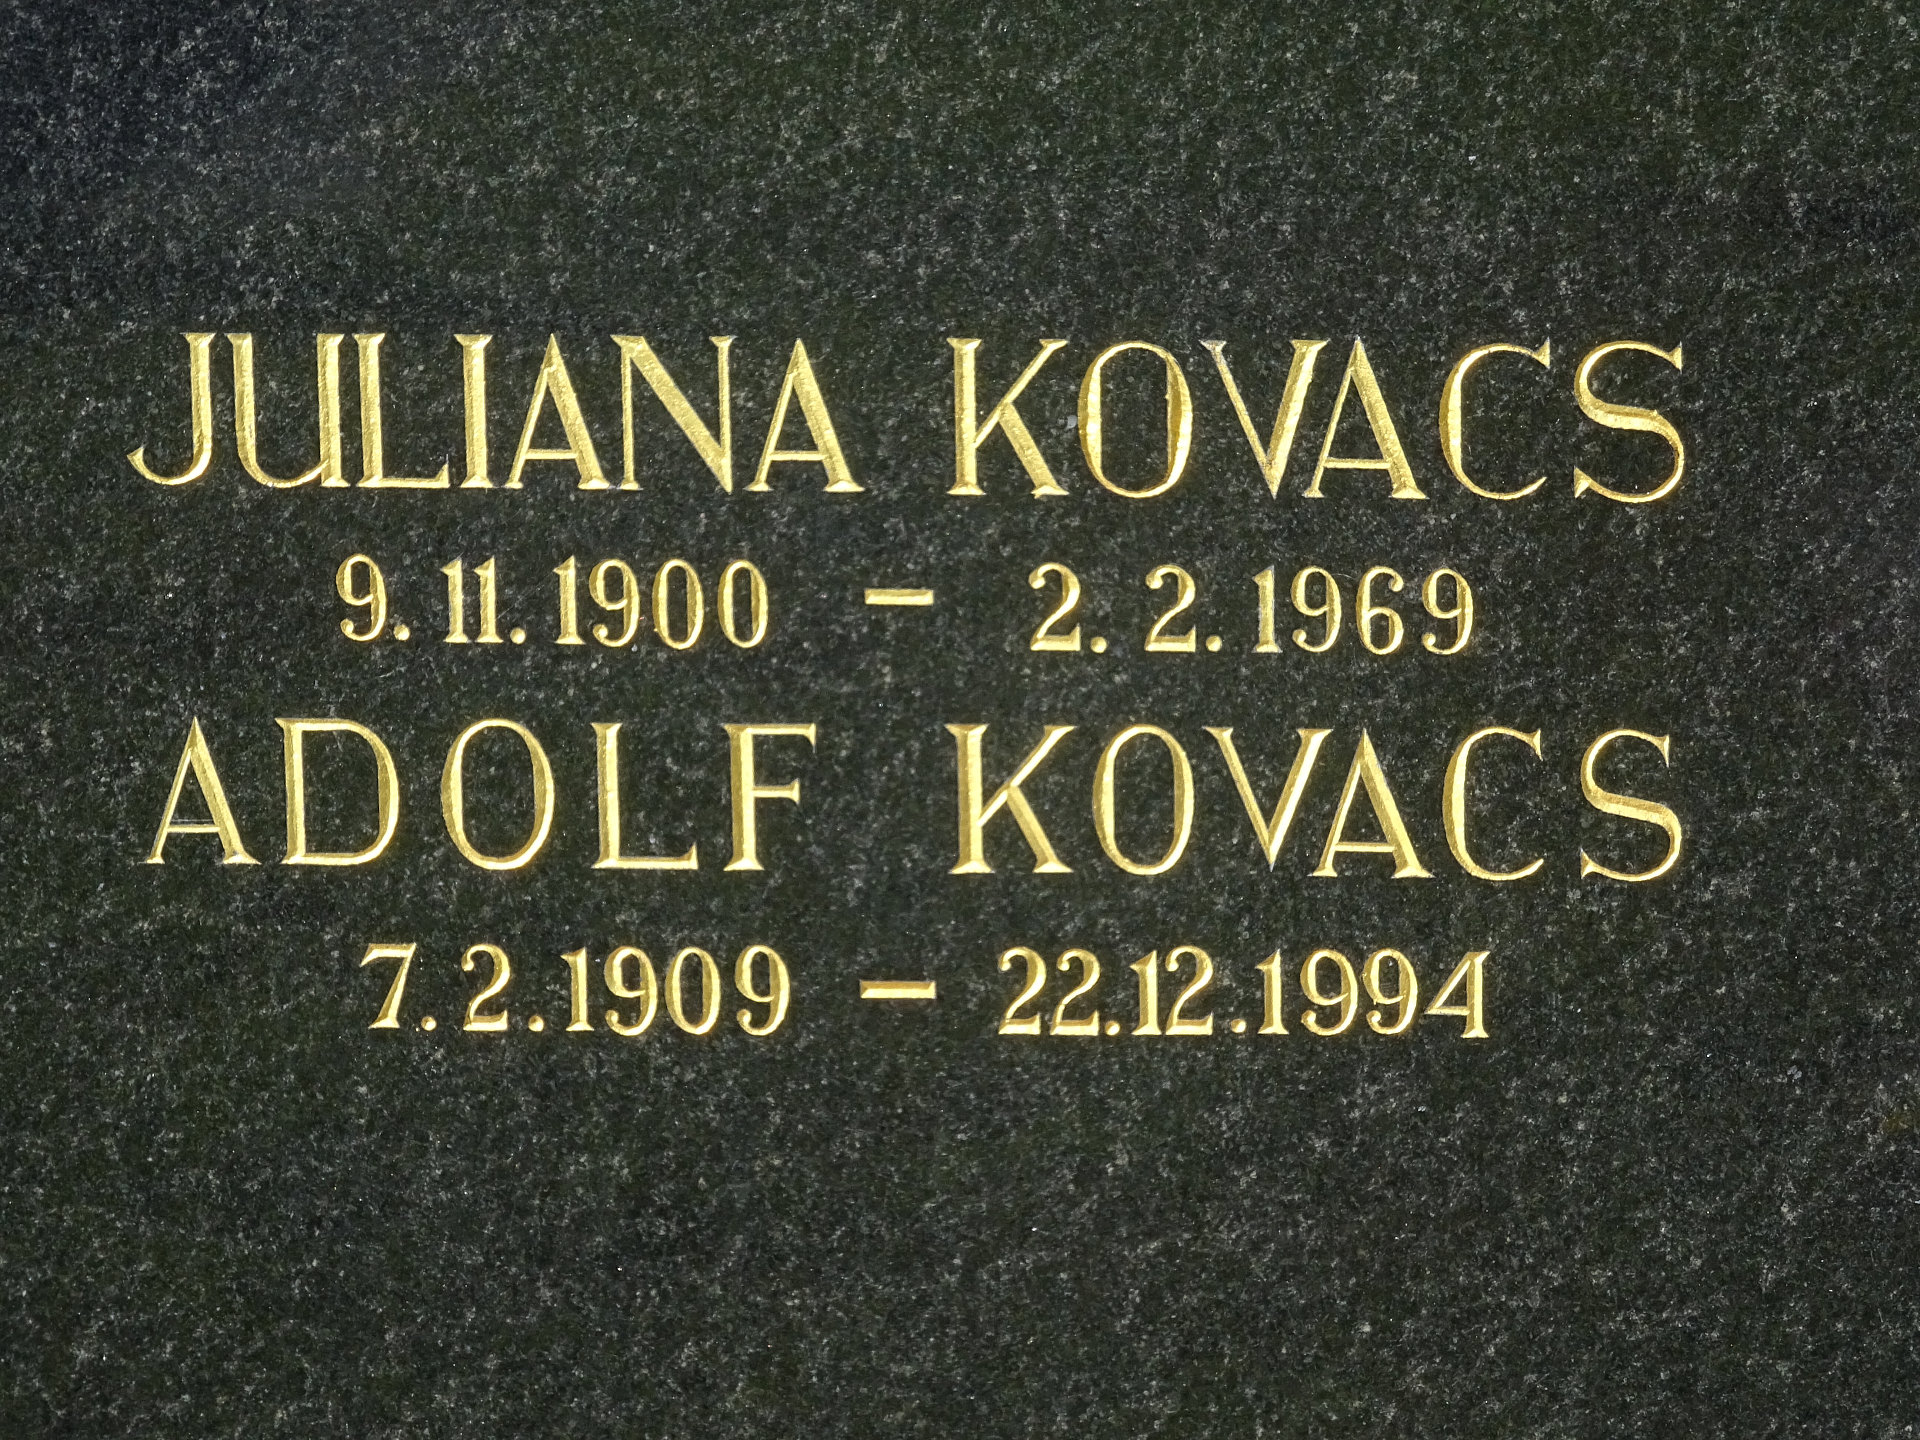 JULIANA KOVACS
9.11.1900 – 2.2.1969
ADOLF KOVACS
7.2.1909 – 22.12.1994